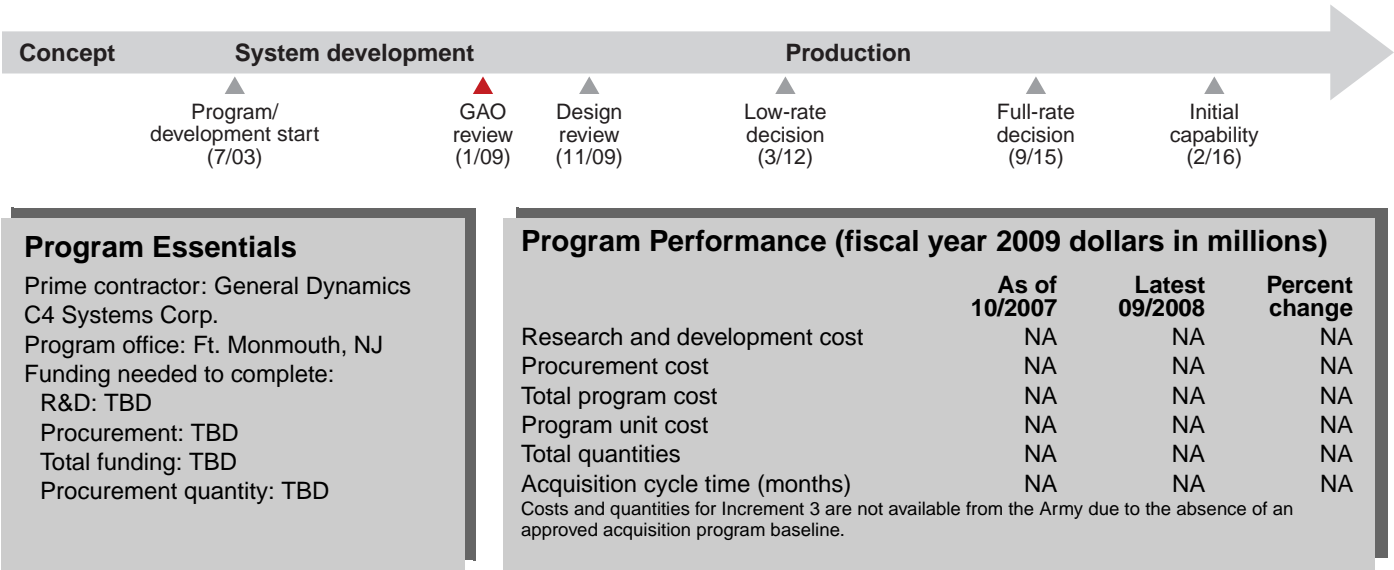 Concept System development Production
Program/
development start
(7/03)
GAO
review
(1/09)
Design
review
(11/09)
Low-rate
decision
(3/12)
Full-rate
decision
(9/15)
Initial
capability
(2/16)
Program Essentials
Prime contractor: General Dynamics
C4 Systems Corp.
Program office: Ft. Monmouth, NJ
Funding needed to complete:
R&D: TBD
Procurement: TBD
Total funding: TBD
Procurement quantity: TBD
Program Performance (fiscal year 2009 dollars in millions)
As of Latest Percent
10/2007 09/2008 change
Research and development cost NA NA NA
Procurement cost NA NA NA
Total program cost NA NA NA
Program unit cost NA NA NA
Total quantities NA NA NA
Acquisition cycle time (months) NA NA NA
Costs and quantities for Increment 3 are not available from the Army due to the absence of an
approved acquisition program baseline.